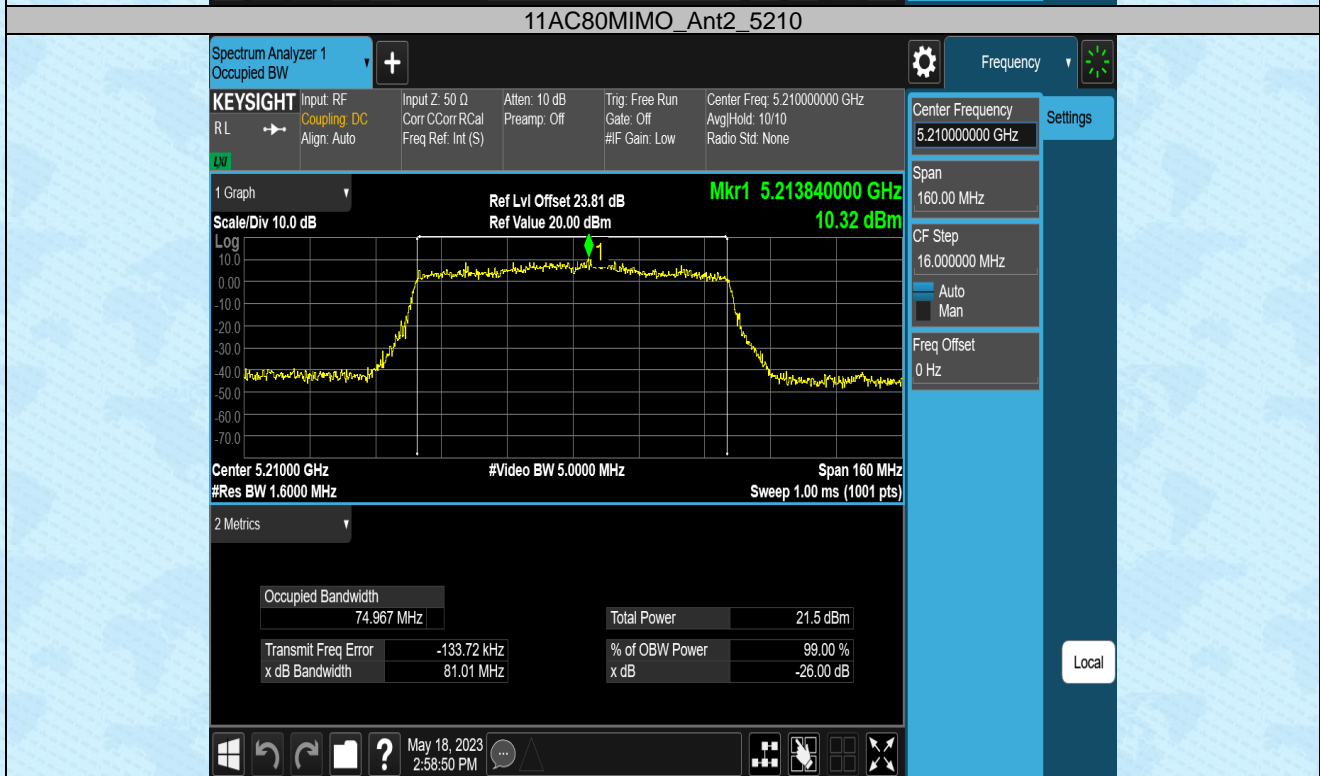 11AC80MIMO_Ant2_5210
Spectrum Analyzer 1
Occupied BW
+
Frequency
KEYSIGHT
R L
LXI
Input: RF
Coupling: DC
Align: Auto
Input Z: 50 Ω
Corr CCorr RCal
Freq Ref: Int (S)
Atten: 10 dB
Preamp: Off
Trig: Free Run
Gate: Off
#IF Gain: Low
Center Freq: 5.210000000 GHz
Avg|Hold: 10/10
Radio Std: None
Center Frequency
5.210000000 GHz
Settings
Span
160.00 MHz
CF Step
16.000000 MHz
Auto
Man
Freq Offset
0 Hz
1 Graph
Scale/Div 10.0 dB
Ref Lvl Offset 23.81 dB
Ref Value 20.00 dBm
Mkr1 5.213840000 GHz
10.32 dBm
Log
10.0
0.00
-10.0
-20.0
-30.0
-40.0
-50.0
-60.0
-70.0
1
Center 5.21000 GHz
#Video BW 5.0000 MHz
Span 160 MHz
#Res BW 1.6000 MHz
Sweep 1.00 ms (1001 pts)
2 Metrics
Occupied Bandwidth
74.967 MHz
Total Power 21.5 dBm
Transmit Freq Error -133.72 kHz
% of OBW Power 99.00 %
x dB Bandwidth 81.01 MHz
x dB -26.00 dB
Local
?
May 18, 2023
2:58:50 PM